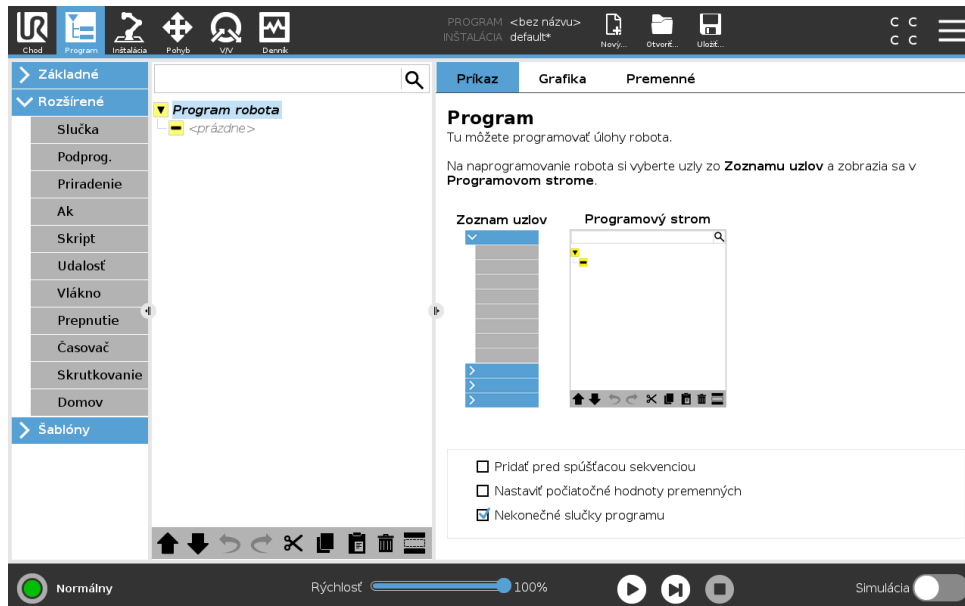 PROGRAM <bez názvu>
INŠTALÁCIA default*
Chod Program Inštalácia Pohyb V/V Denník Nový... Otvoriť... Uložiť...
C C
C C
Základné
Rozšírené
Slučka
Podprog.
Priradenie
Ak
Skript
Udalosť
Vlákno
Prepnutie
Časovač
Skrutkovanie
Domov
Šablóny
Program robota
<prázdne>
Príkaz Grafika Premenné
Program
Tu môžete programovať úlohy robota.
Na naprogramovanie robota si vyberte uzly zo Zoznamu uzlov a zobrazia sa v
Programovom strome.
Zoznam uzlov Programový strom
Pridať pred spúšťacou sekvenciou
Nastaviť počiatočné hodnoty premenných
Nekonečné slučky programu
Normálny Rýchlosť 100% Simulácia